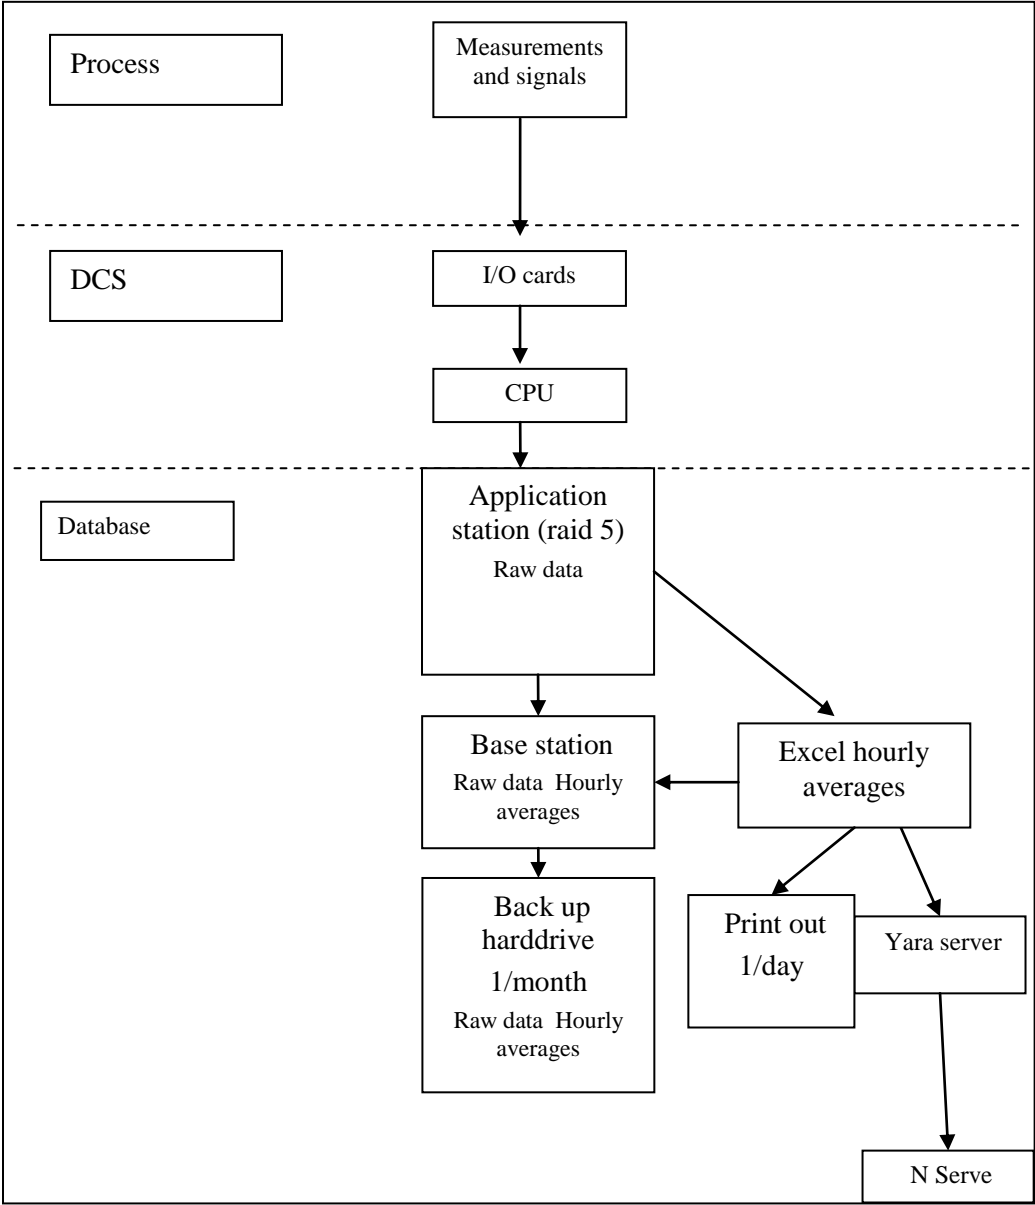 Process
Measurements
and signals
DCS
I/O cards
CPU
Database
Application
station (raid 5)
Raw data
Base station
Raw data Hourly
averages
Excel hourly
averages
Back up
harddrive
1/month
Raw data Hourly
averages
Print out
1/day
Yara server
N Serve